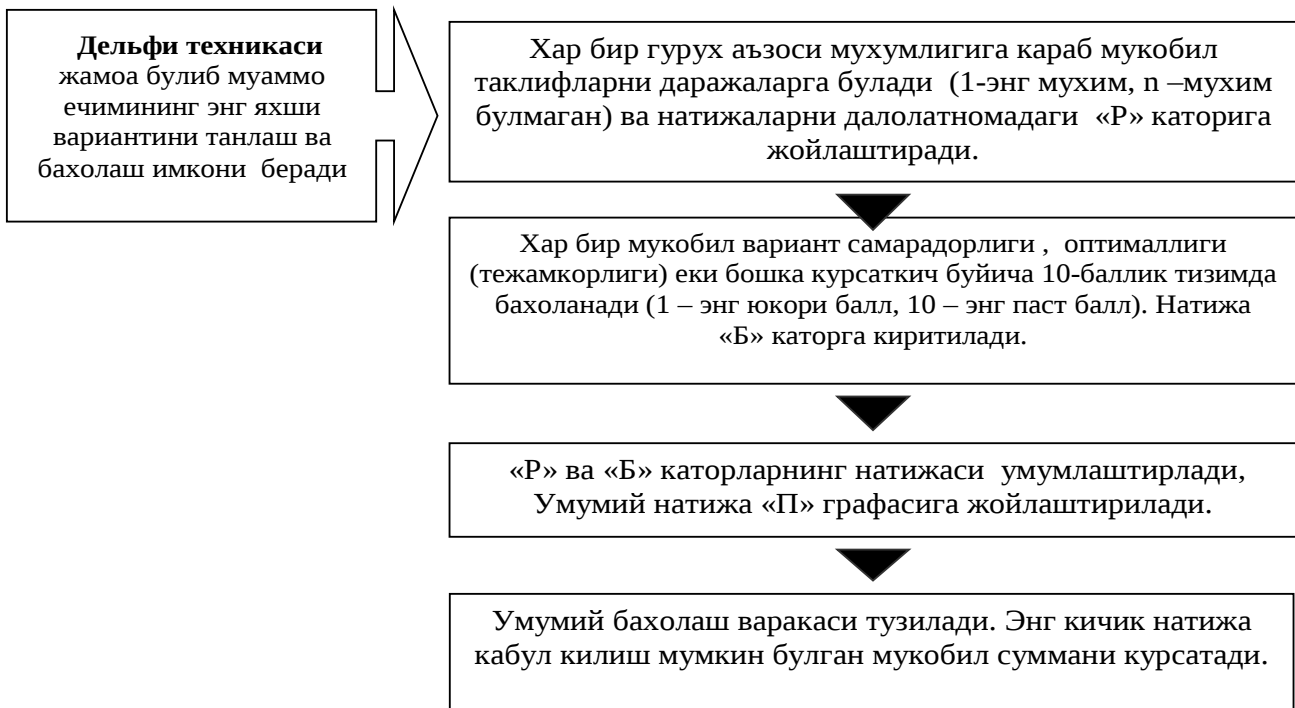 Дельфи техникаси
жамоа булиб муаммо
ечимининг энг яхши
вариантини танлаш ва
бахолаш имкони беради
Хар бир гурух аъзоси мухумлигига караб мукобил
таклифларни даражаларга булади (1-энг мухим, n –мухим
булмаган) ва натижаларни далолатномадаги «Р» каторига
жойлаштиради.
Хар бир мукобил вариант самарадорлиги , оптималлиги
(тежамкорлиги) еки бошка курсаткич буйича 10-баллик тизимда
бахоланади (1 – энг юкори балл, 10 – энг паст балл). Натижа
«Б» каторга киритилади.
«Р» ва «Б» каторларнинг натижаси умумлаштирлади,
Умумий натижа «П» графасига жойлаштирилади.
Умумий бахолаш варакаси тузилади. Энг кичик натижа
кабул килиш мумкин булган мукобил суммани курсатади.